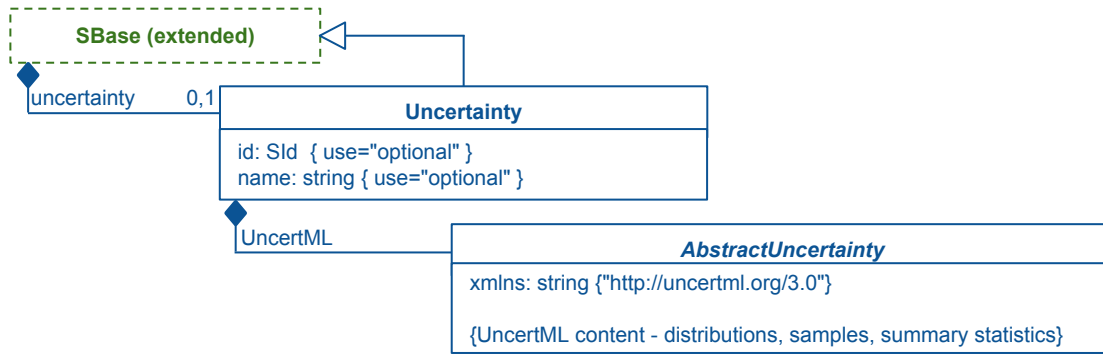 SBase (extended)
uncertainty 0,1
Uncertainty
id: SId { use="optional" }
name: string { use="optional" }
UncertML
AbstractUncertainty
xmlns: string {"http://uncertml.org/3.0"}
{UncertML content - distributions, samples, summary statistics}